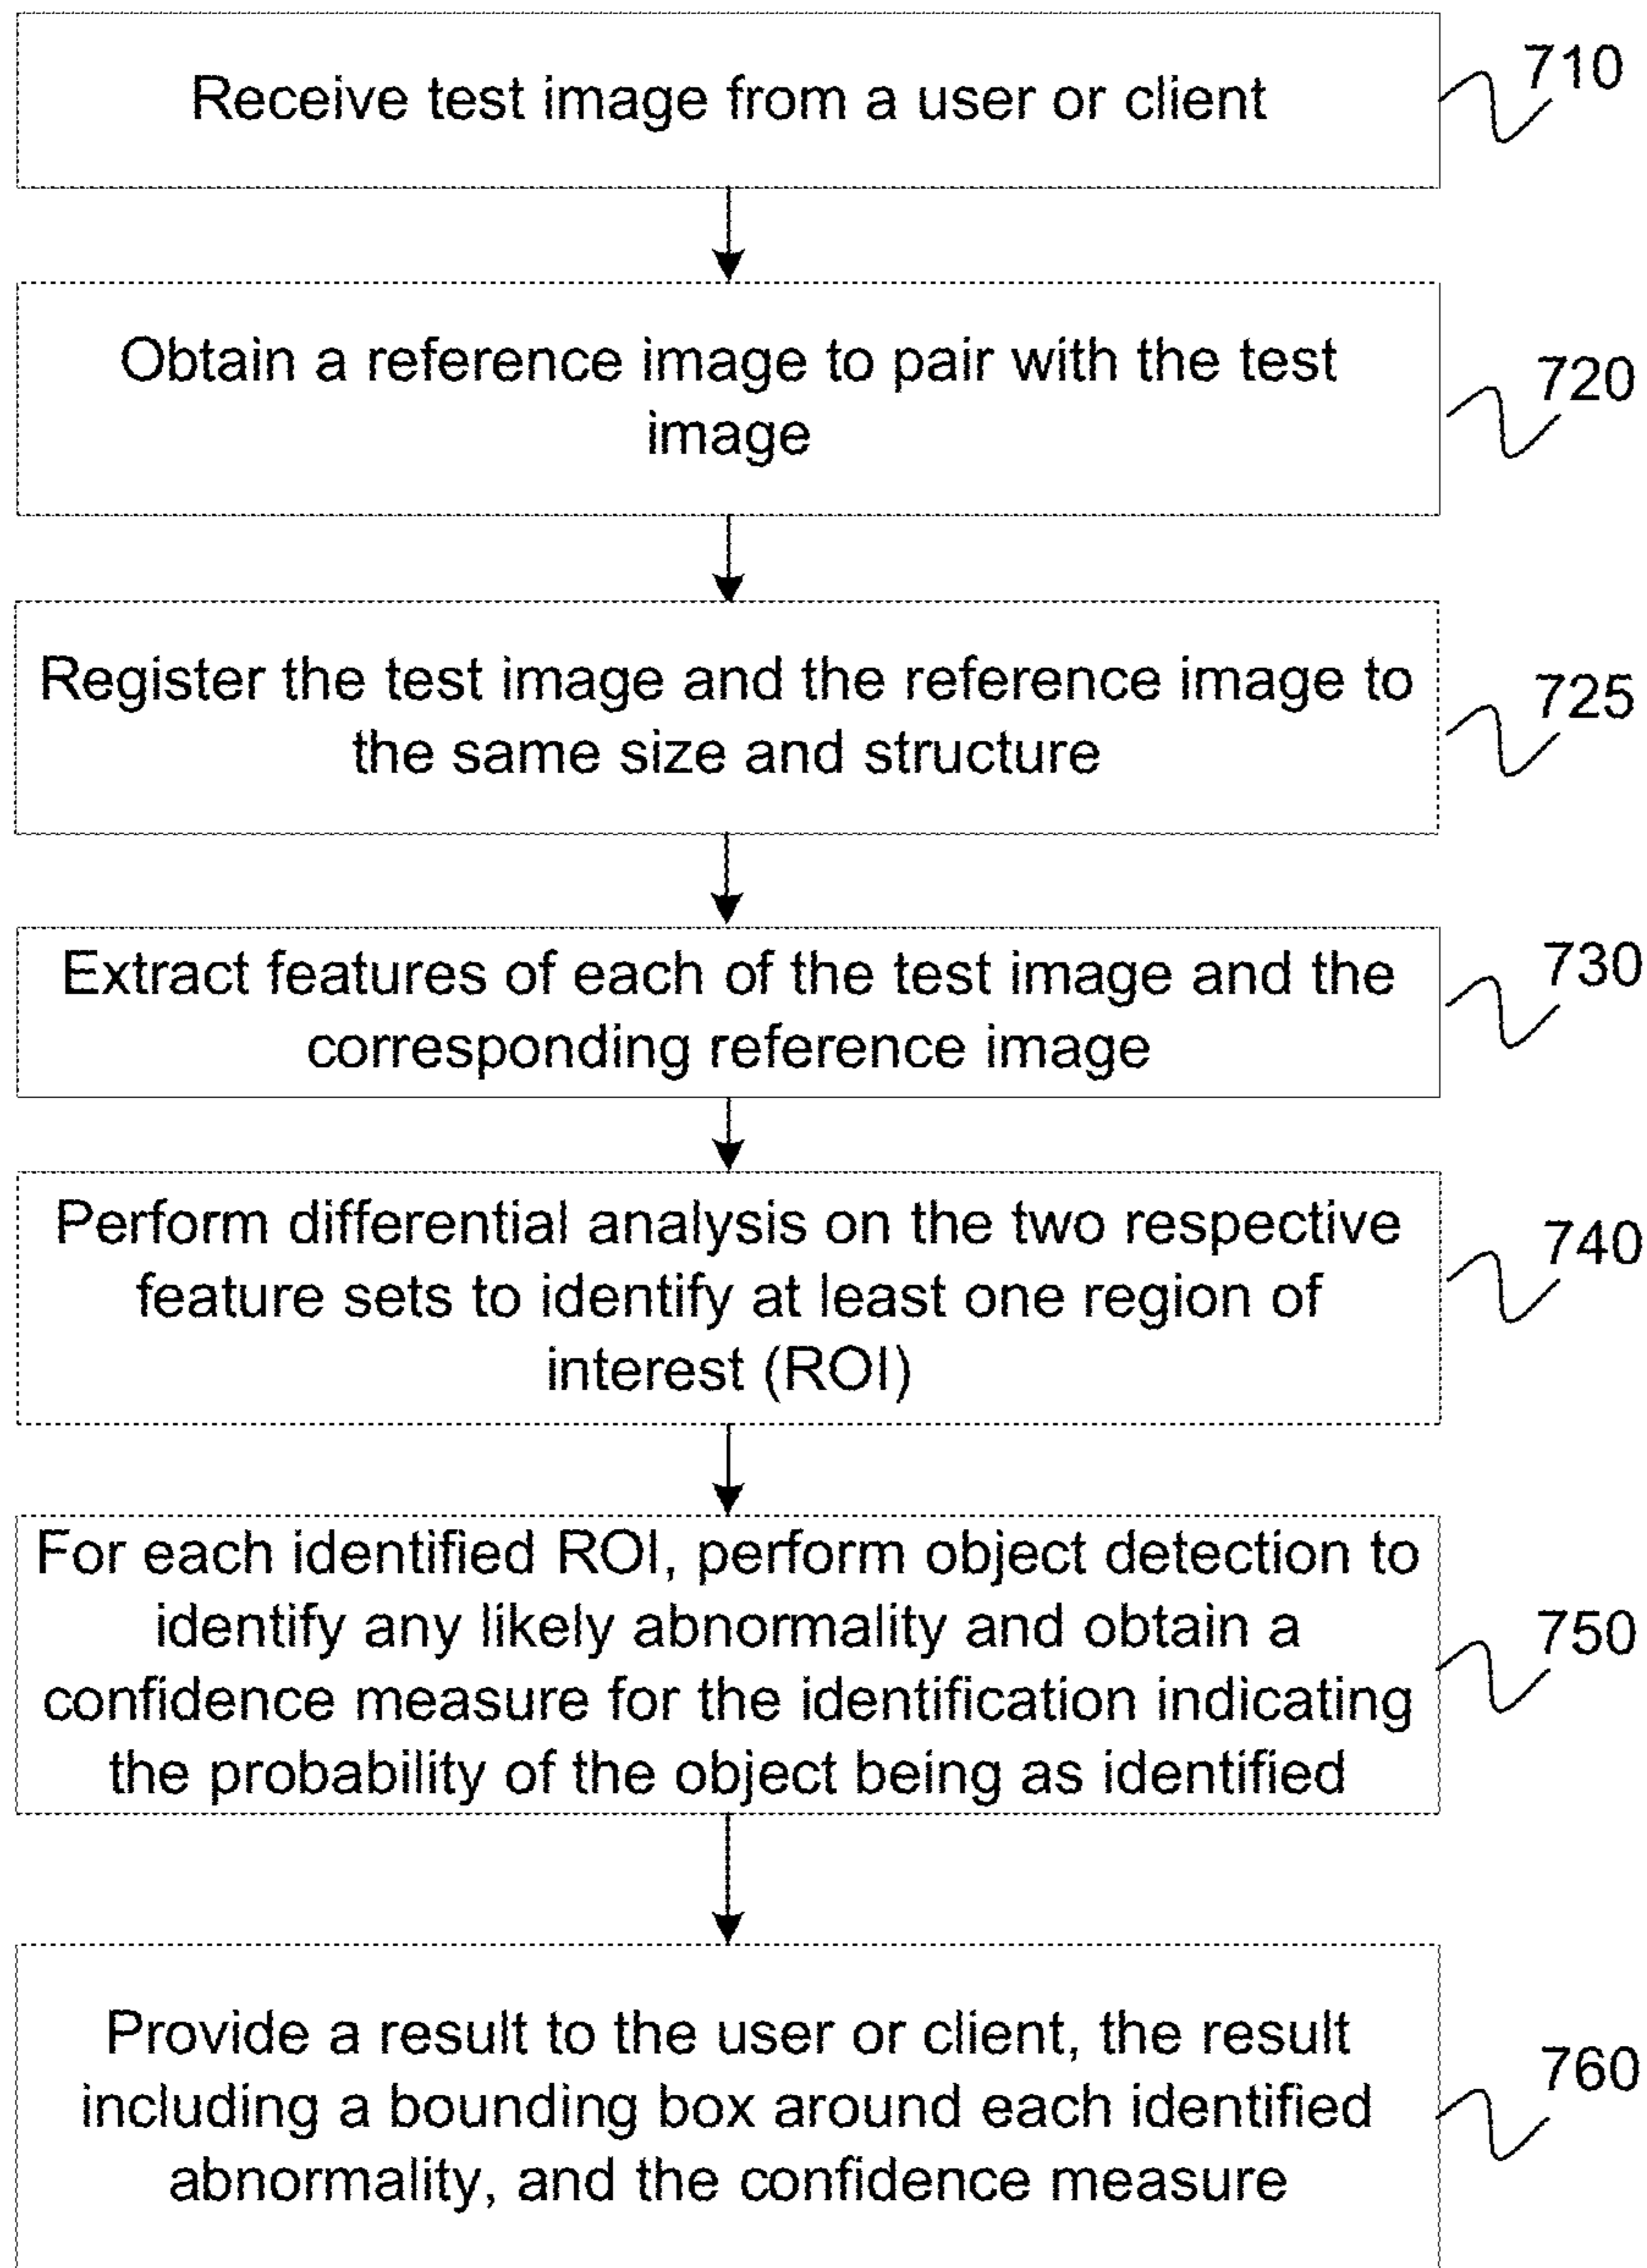 Receive test image from a user or client
710
Obtain a reference image to pair with the test
image
720
Register the test image and the reference image to
the same size and structure
725
Extract features of each of the test image and the
corresponding reference image
730
Perform differential analysis on the two respective
feature sets to identify at least one region of
interest (ROI)
740
For each identified ROI, perform object detection to
identify any likely abnormality and obtain a
confidence measure for the identification indicating
the probability of the object being as identified
750
Provide a result to the user or client, the result
including a bounding box around each identified
abnormality, and the confidence measure
760